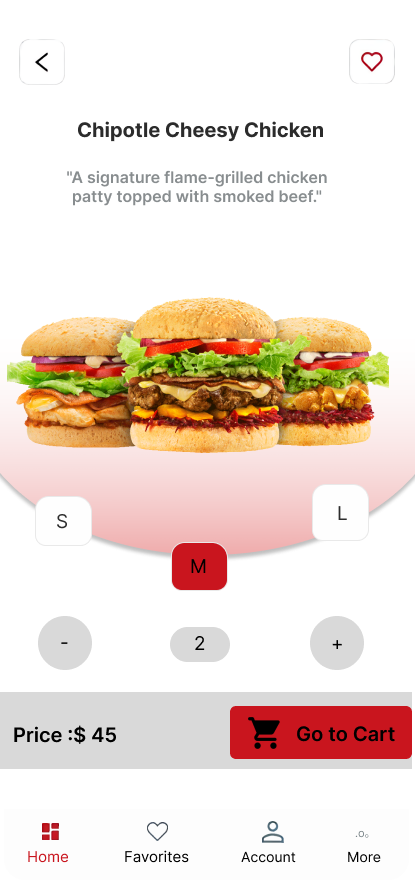 Chipotle Cheesy Chicken
"A signature flame-grilled chicken
patty topped with smoked beef."
S
L
M
- 2 +
Price :$ 45
Go to Cart
Home Favorites Account More